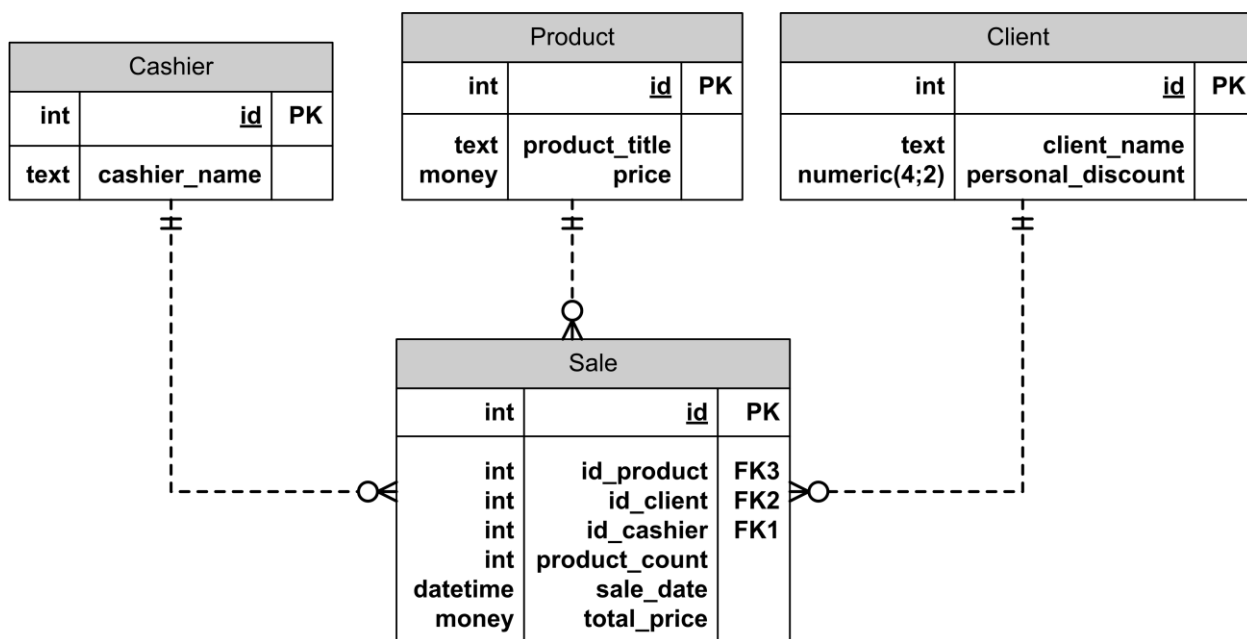 Cashier
int id PK
text cashier_name
Product
int id PK
text product_title
money price
Client
int id PK
text client_name
numeric(4;2) personal_discount
Sale
int id PK
int id_product FK3
int id_client FK2
int id_cashier FK1
int product_count
datetime sale_date
money total_price